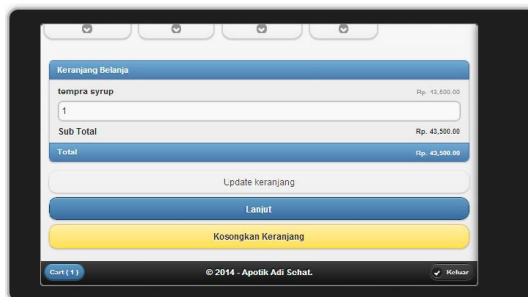 Keranjang Belanja
tempra syrup Rp. 43,500.00
1
Sub Total Rp. 43,500.00
Total Rp. 43,500.00
Update keranjang
Lanjut
Kosongkan Keranjang
Cart ( 1 ) © 2014 - Apotik Adi Sehat. Keluar